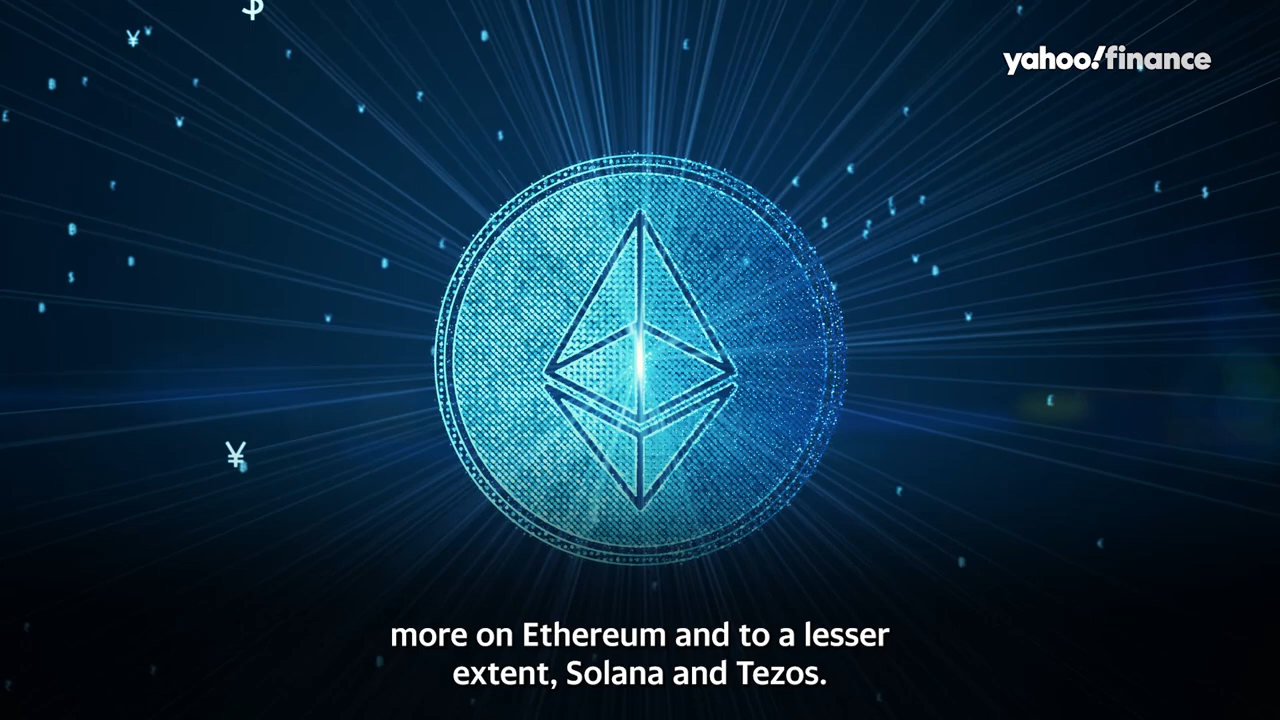 yahoo!finance
more on Ethereum and to a lesser
extent, Solana and Tezos.